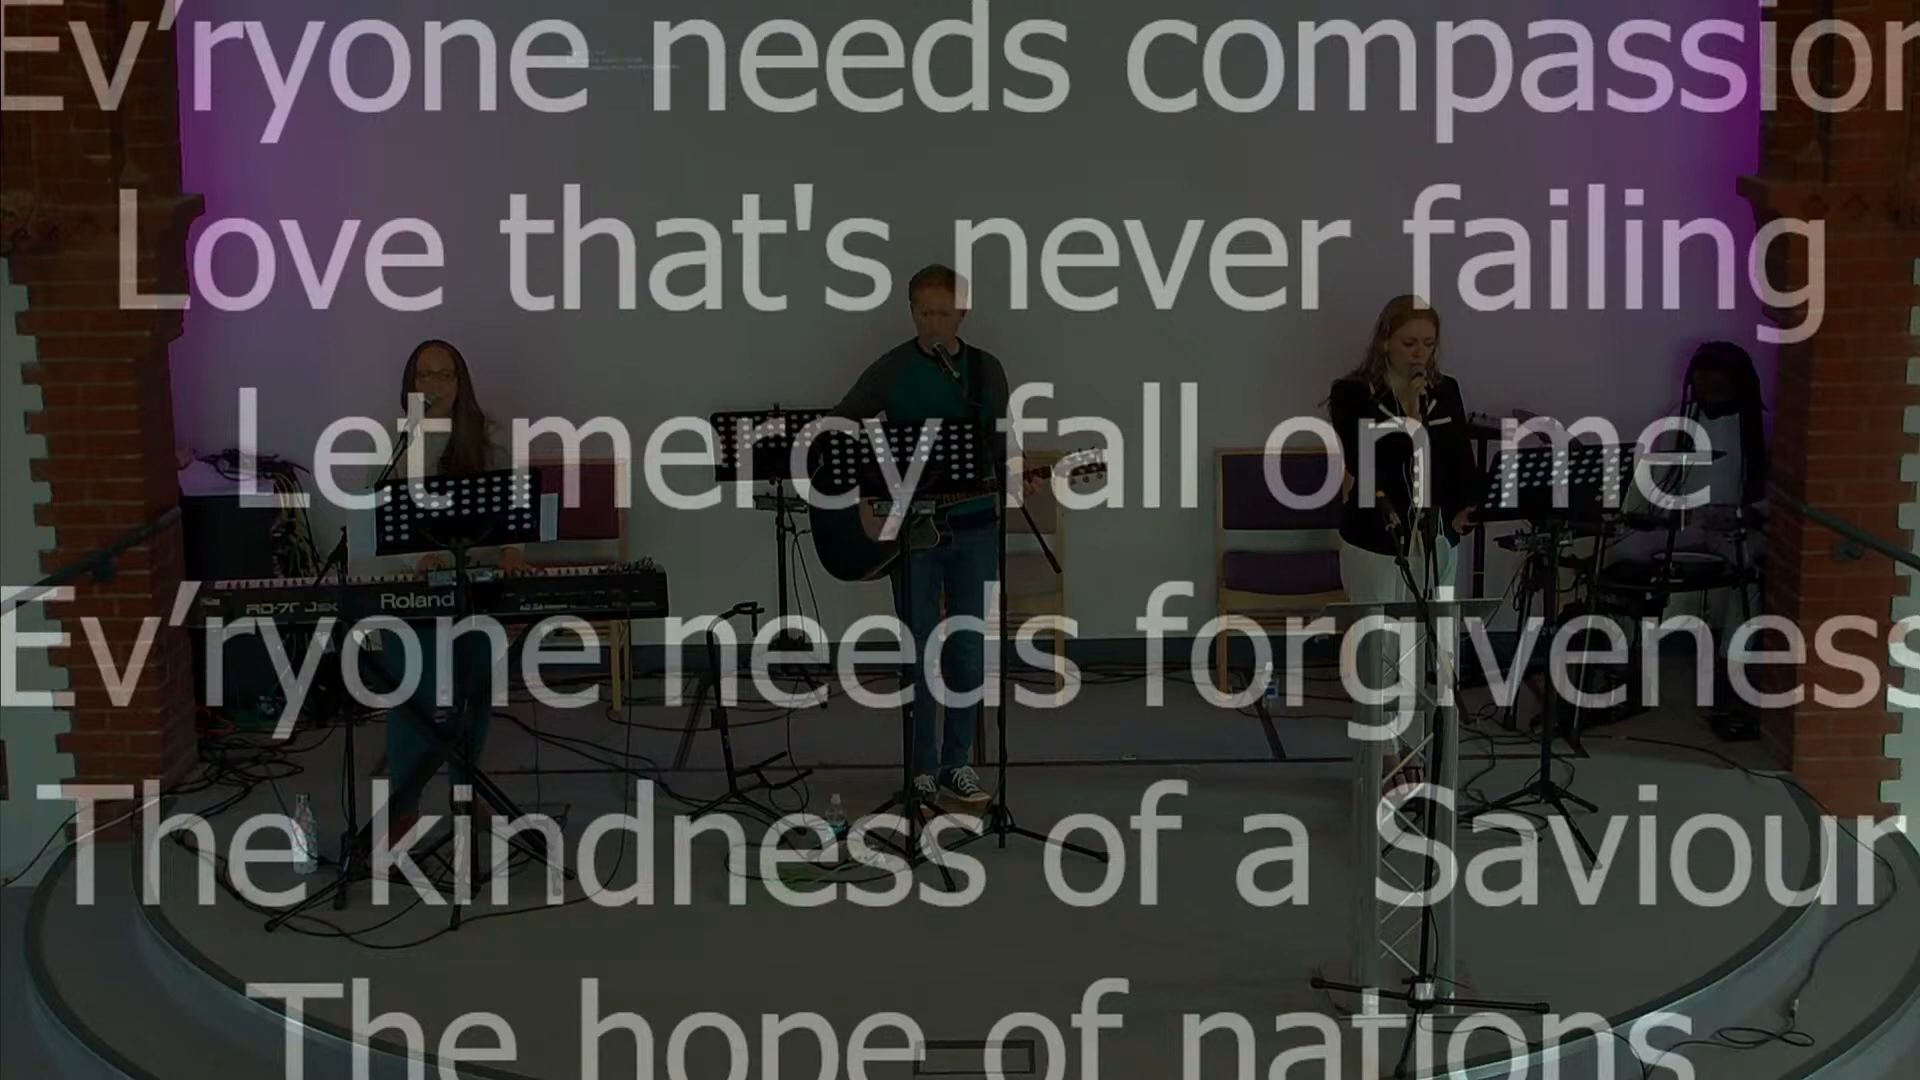 Ev’ryone needs compassion
Love that's never failing
Let mercy fall on me
Ev’ryone needs forgiveness
The kindness of a Saviour
The hope of nations
Roland